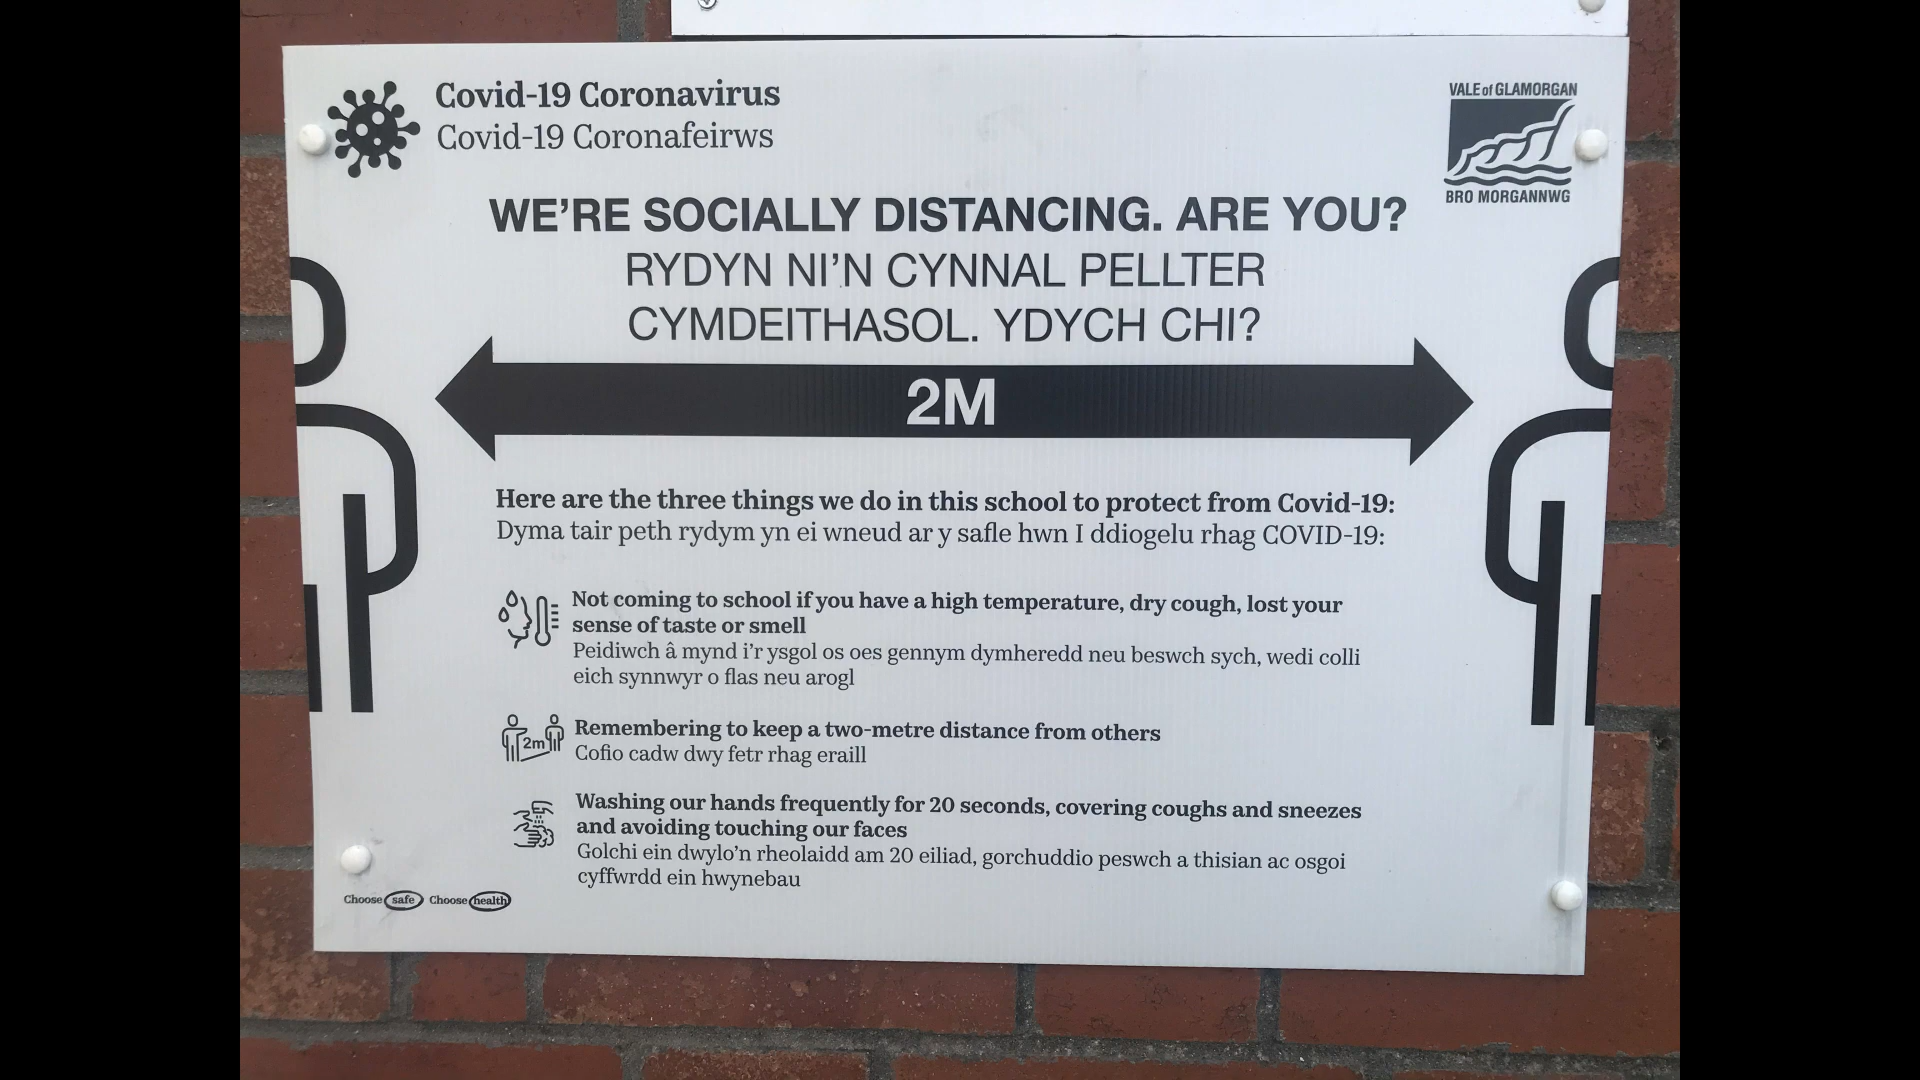 Covid-19 Coronavirus
Covid-19 Coronafeirws
VALE of GLAMORGAN
BRO MORGANNWG
WE'RE SOCIALLY DISTANCING. ARE YOU?
RYDYN NI'N CYNNAL PELLTER
CYMDEITHASOL. YDYCH CHI?
2M
Here are the three things we do in this school to protect from Covid-19:
Dyma tair peth rydym yn ei wneud ar y safle hwn I ddiogelu rhag COVID-19:
Not coming to school if you have a high temperature, dry cough, lost your
sense of taste or smell
Peidiwch â mynd i'r ysgol os oes gennym dymheredd neu beswch sych, wedi colli
eich synnwyr o flas neu arogl
2m
Remembering to keep a two-metre distance from others
Cofio cadw dwy fetr rhag eraill
Washing our hands frequently for 20 seconds, covering coughs and sneezes
and avoiding touching our faces
Golchi ein dwylo'n rheolaidd am 20 eiliad, gorchuddio peswch a thisian ac osgoi
cyffwrdd ein hwynebau
Choose safe Choose health